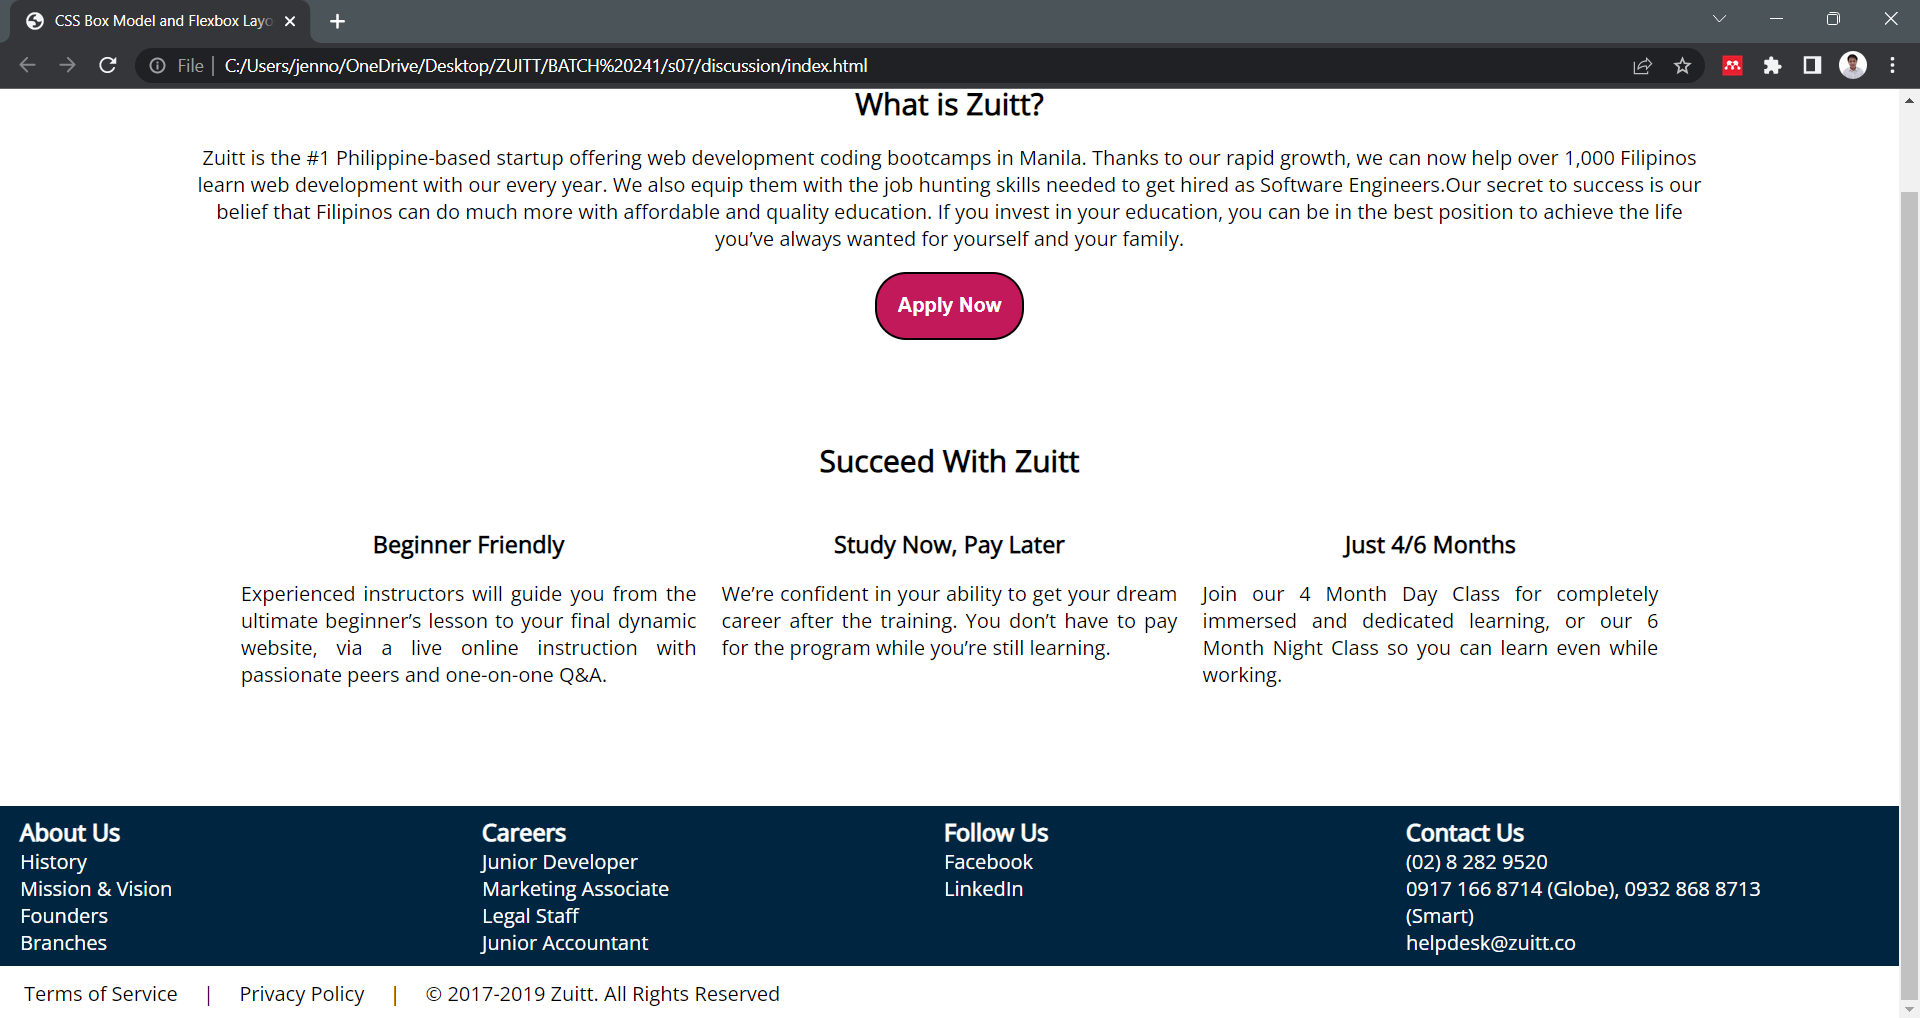 CSS Box Model and Flexbox Layo
File | C:/Users/jenno/OneDrive/Desktop/ZUITT/BATCH%20241/s07/discussion/index.html
What is Zuitt?
Zuitt is the #1 Philippine-based startup offering web development coding bootcamps in Manila. Thanks to our rapid growth, we can now help over 1,000 Filipinos
learn web development with our every year. We also equip them with the job hunting skills needed to get hired as Software Engineers.Our secret to success is our
belief that Filipinos can do much more with affordable and quality education. If you invest in your education, you can be in the best position to achieve the life
you’ve always wanted for yourself and your family.
Apply Now
Succeed With Zuitt
Beginner Friendly
Experienced instructors will guide you from the
ultimate beginner’s lesson to your final dynamic
website, via a live online instruction with
passionate peers and one-on-one Q&A.
Study Now, Pay Later
We’re confident in your ability to get your dream
career after the training. You don’t have to pay
for the program while you’re still learning.
Just 4/6 Months
Join our 4 Month Day Class for completely
immersed and dedicated learning, or our 6
Month Night Class so you can learn even while
working.
About Us
History
Mission & Vision
Founders
Branches
Careers
Junior Developer
Marketing Associate
Legal Staff
Junior Accountant
Follow Us
Facebook
LinkedIn
Contact Us
(02) 8 282 9520
0917 166 8714 (Globe), 0932 868 8713
(Smart)
helpdesk@zuitt.co
Terms of Service | Privacy Policy | © 2017-2019 Zuitt. All Rights Reserved